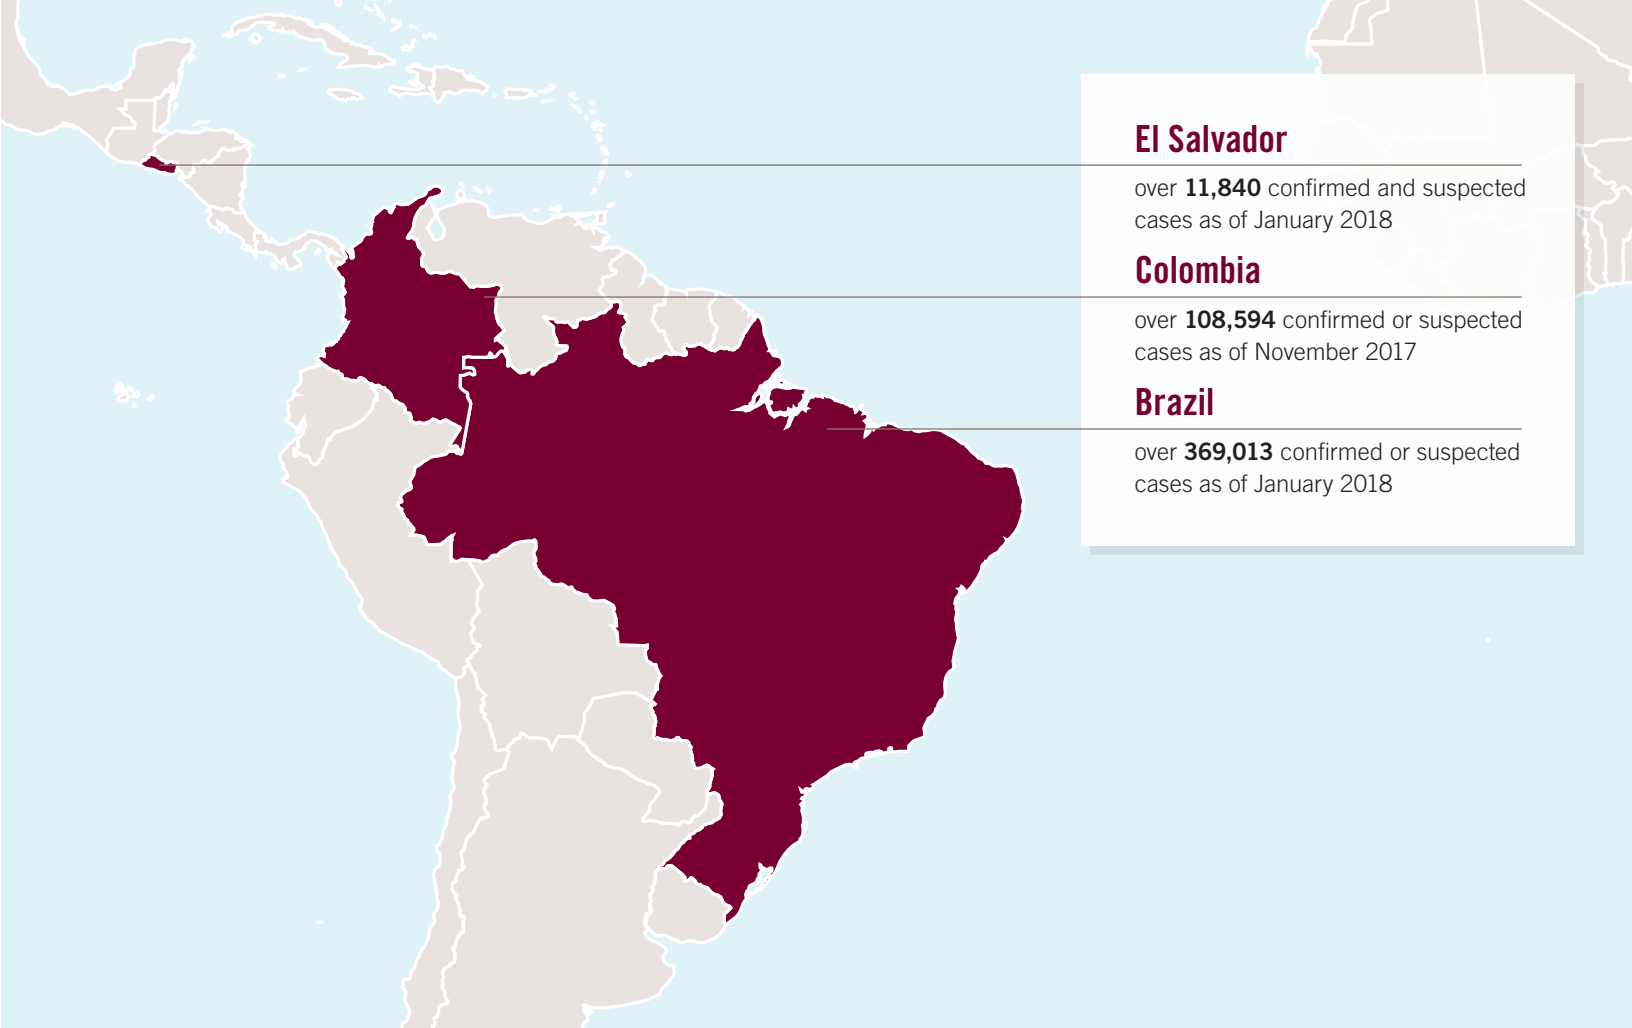 El Salvador
over 11,840 confirmed and suspected
cases as of January 2018
Colombia
over 108,594 confirmed or suspected
cases as of November 2017
Brazil
over 369,013 confirmed or suspected
cases as of January 2018